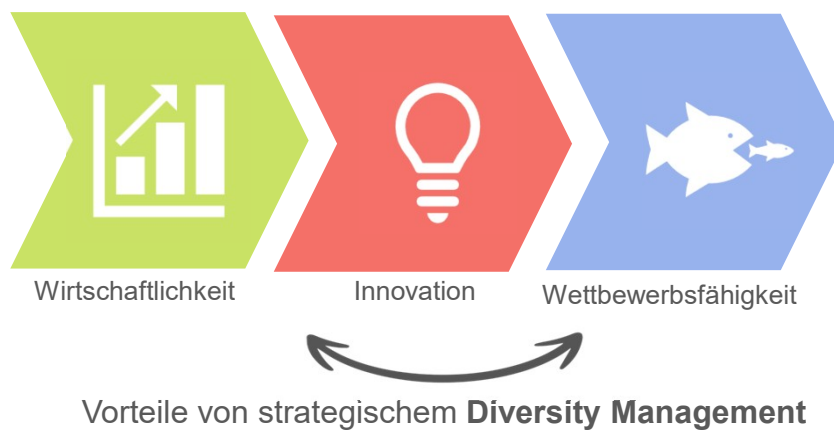 Wirtschaftlichkeit
Innovation
Wettbewerbsfähigkeit
Vorteile von strategischem Diversity Management